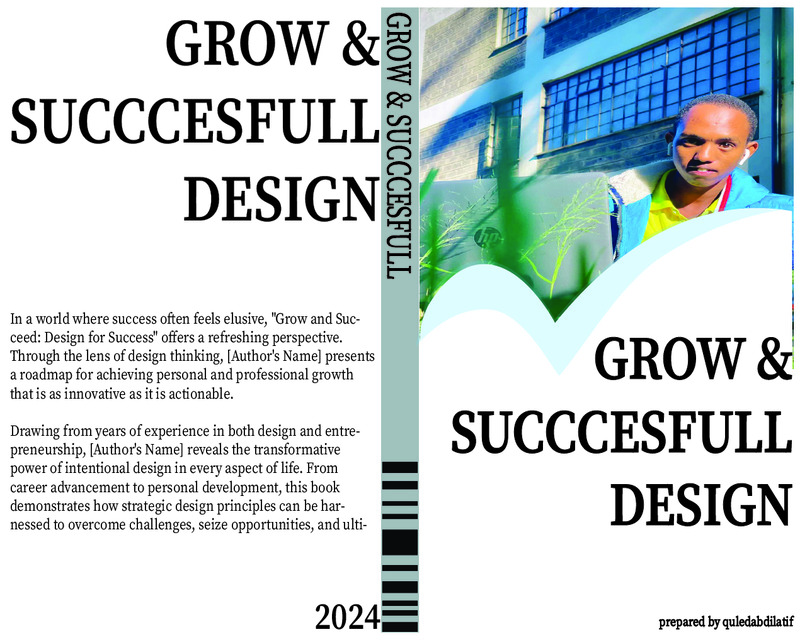 GROW &
SUCCCESFULL
DESIGN
In a world where success often feels elusive, "Grow and Suc-
ceed: Design for Success" offers a refreshing perspective.
Through the lens of design thinking, [Author's Name] presents
a roadmap for achieving personal and professional growth
that is as innovative as it is actionable.
Drawing from years of experience in both design and entre-
preneurship, [Author's Name] reveals the transformative
power of intentional design in every aspect of life. From
career advancement to personal development, this book
demonstrates how strategic design principles can be har-
nessed to overcome challenges, seize opportunities, and ulti-
2024
GROW & SUCCCESFULL
hp
GROW &
SUCCCESFULL
DESIGN
prepared by quledabdilatif